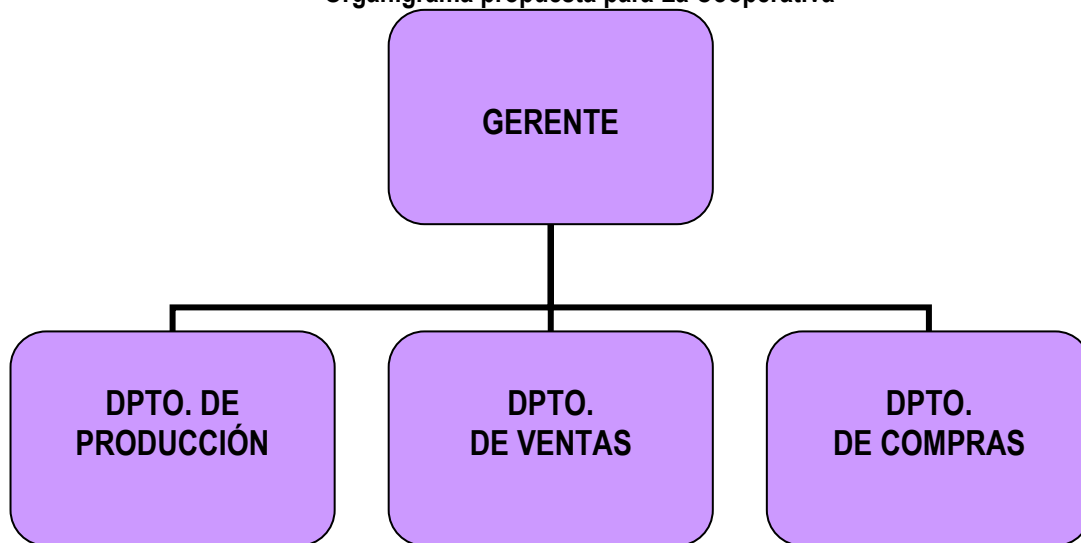 Organigrama propuesta para La Cooperativa
GERENTE
DPTO. DE
PRODUCCIÓN
DPTO.
DE VENTAS
DPTO.
DE COMPRAS